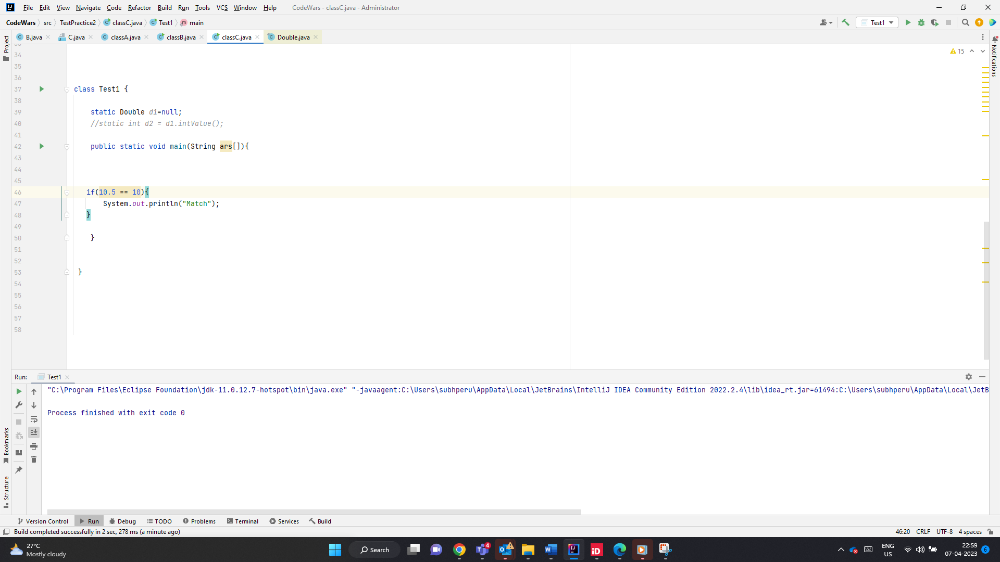 File Edit View Navigate Code Refactor Build Run Tools VCS Window Help CodeWars - classC.java - Administrator
CodeWars src TestPractice2 classC.java Test1 main Test1
B.java C.java classA.java classB.java classC.java Double.java
Project
Notifications
15
34
35
36
37 class Test1 {
38
39 static Double d1=null;
40 //static int d2 = d1.intValue();
41
42 public static void main(String ars[]){
43
44
45
46 if(10.5 == 10){
47 System.out.println("Match");
48 }
49
50 }
51
52
53 }
54
55
56
57
58
Run: Test1
"C:\Program Files\Eclipse Foundation\jdk-11.0.12.7-hotspot\bin\java.exe" "-javaagent:C:\Users\subhperu\AppData\Local\JetBrains\IntelliJ IDEA Community Edition 2022.2.4\lib\idea_rt.jar=61494:C:\Users\subhperu\AppData\Local\JetB
Process finished with exit code 0
Bookmarks
Structure
Version Control Run Debug TODO Problems Terminal Services Build
Build completed successfully in 2 sec, 278 ms (a minute ago) 46:20 CRLF UTF-8 4 spaces
27°C
Mostly cloudy
Search
4
ENG
US
22:59
07-04-2023
6